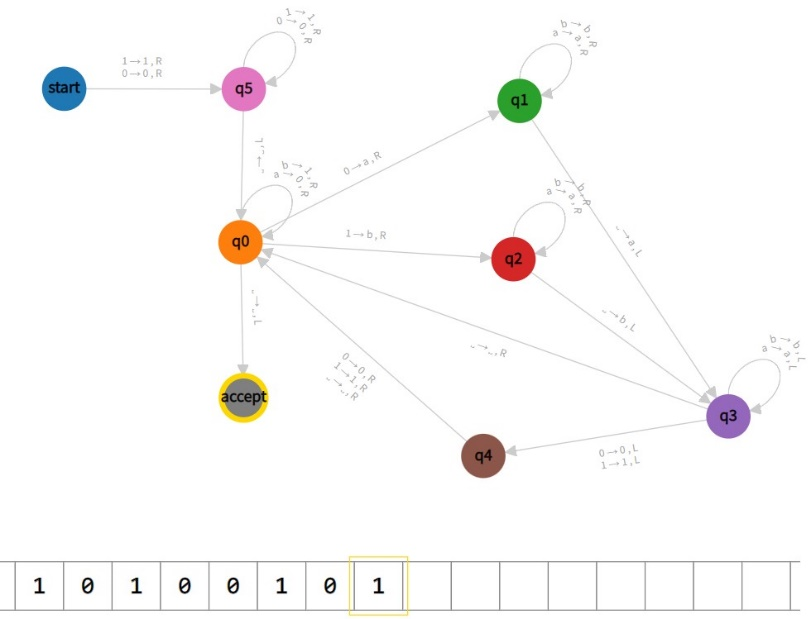 1→1,R
0→0,R
b→b,R
a→a,R
start
1→1,R
0→0,R
q5
q1
_→_,L
b→1,R
a→0,R
0→a,R
b→b,R
a→a,R
_→a,L
q0
1→b,R
q2
_→_,L
_→b,L
_→_,R
b→b,L
a→a,L
0→0,R
1→1,R
_→_,R
accept
q3
q4
0→0,L
1→1,L
1 0 1 0 0 1 0 1